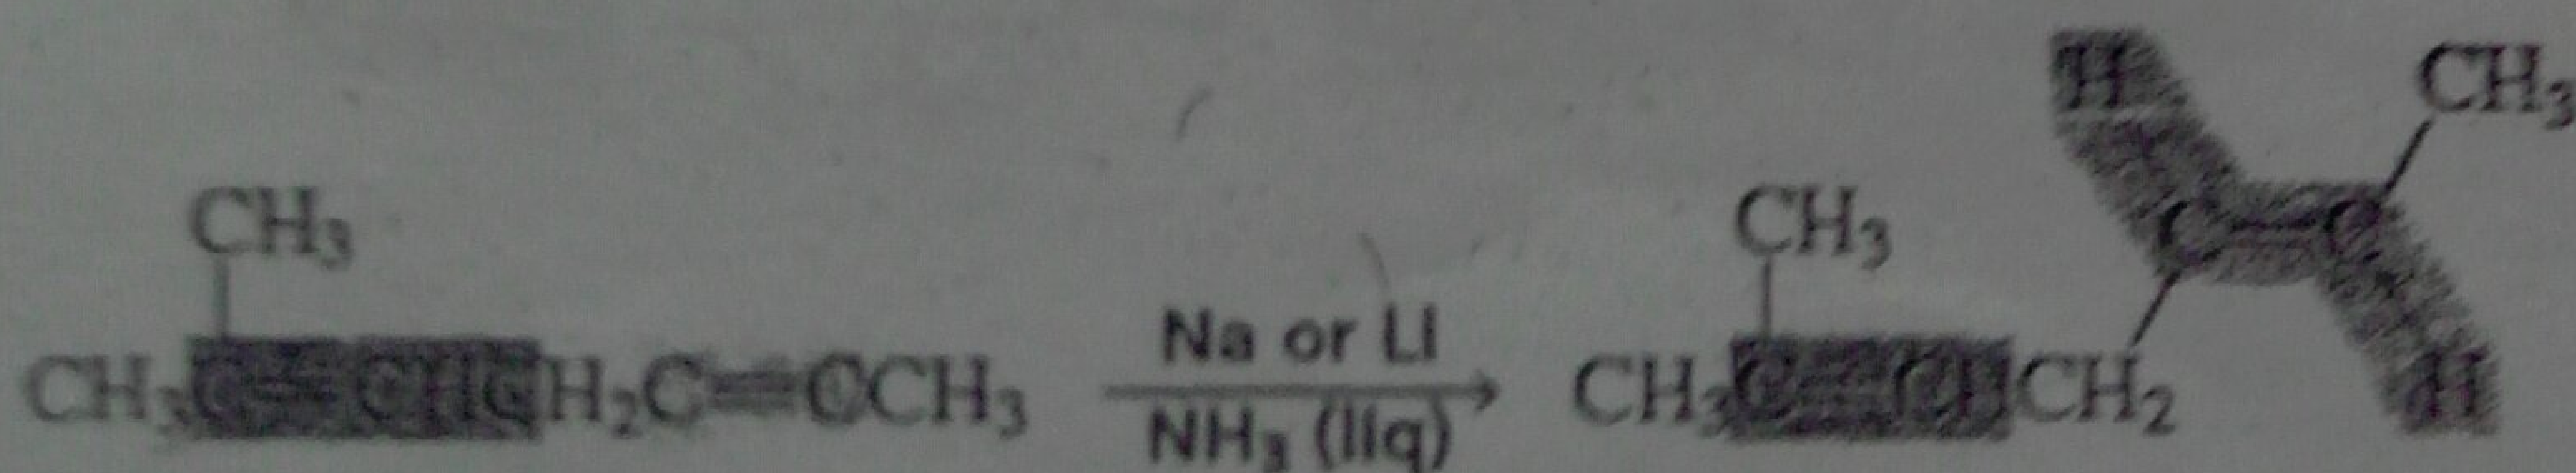 H CH₃
CH₃ CH₃ C=C
CH₃C=CHCH₂C≡CCH₃ Na or Li CH₃C=CHCH₂ H
NH₃ (liq)